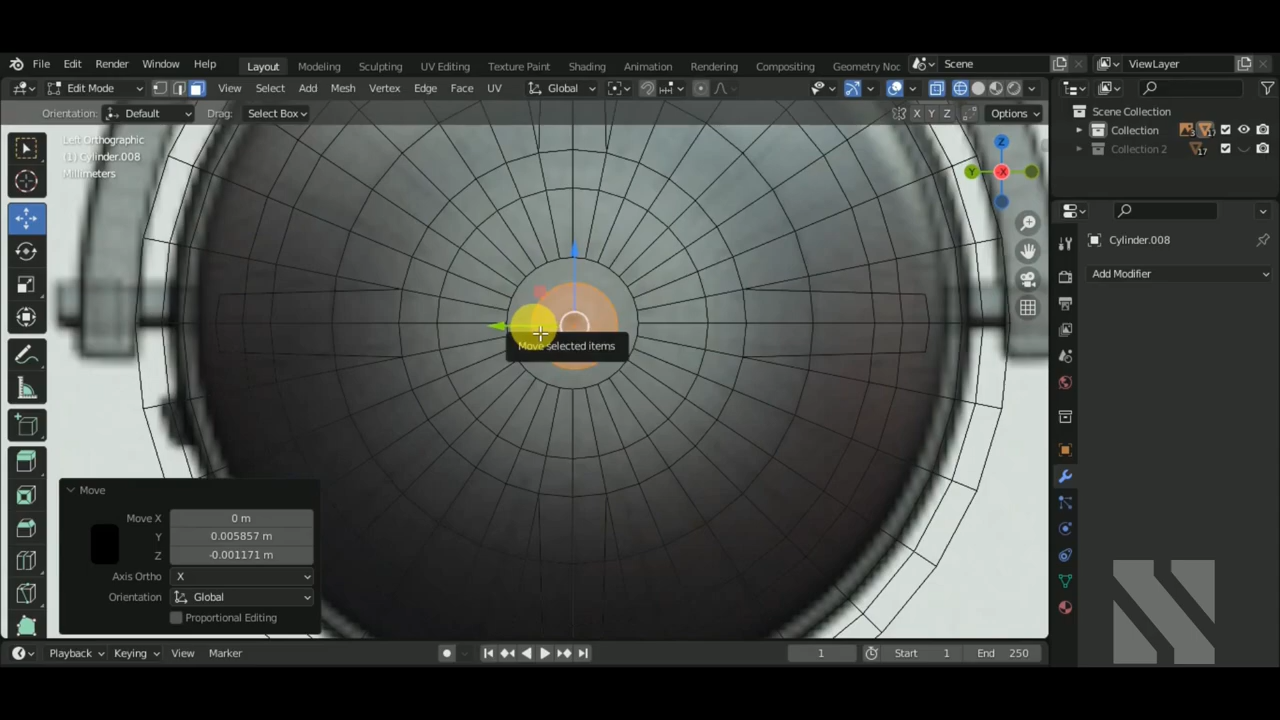 File Edit Render Window Help
Layout Modeling Sculpting UV Editing Texture Paint Shading Animation Rendering Compositing Geometry Noc
Scene
ViewLayer
Edit Mode
View Select Add Mesh Vertex Edge Face UV
Global
Orientation: Default
Drag: Select Box
X Y Z
Options
Left Orthographic
(1) Cylinder.008
Millimeters
Z
Y
X
Scene Collection
Collection
Collection 2
17
Cylinder.008
Add Modifier
Move selected items
Move
Move X 0 m
Y 0.005857 m
Z -0.001171 m
Axis Ortho X
Orientation Global
Proportional Editing
Playback Keying View Marker
1
Start 1
End 250